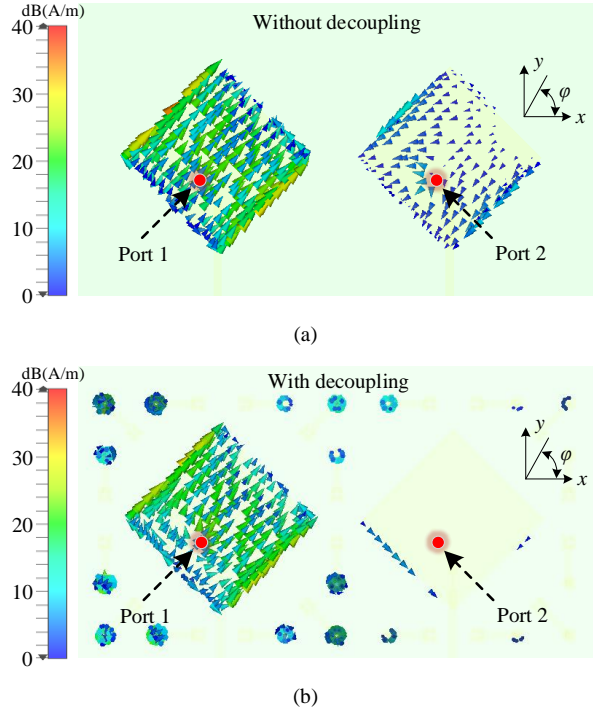 dB(A/m)
40
30
20
10
0
Without decoupling
y
φ
x
Port 1
Port 2
(a)
dB(A/m)
40
30
20
10
0
With decoupling
y
φ
x
Port 1
Port 2
(b)